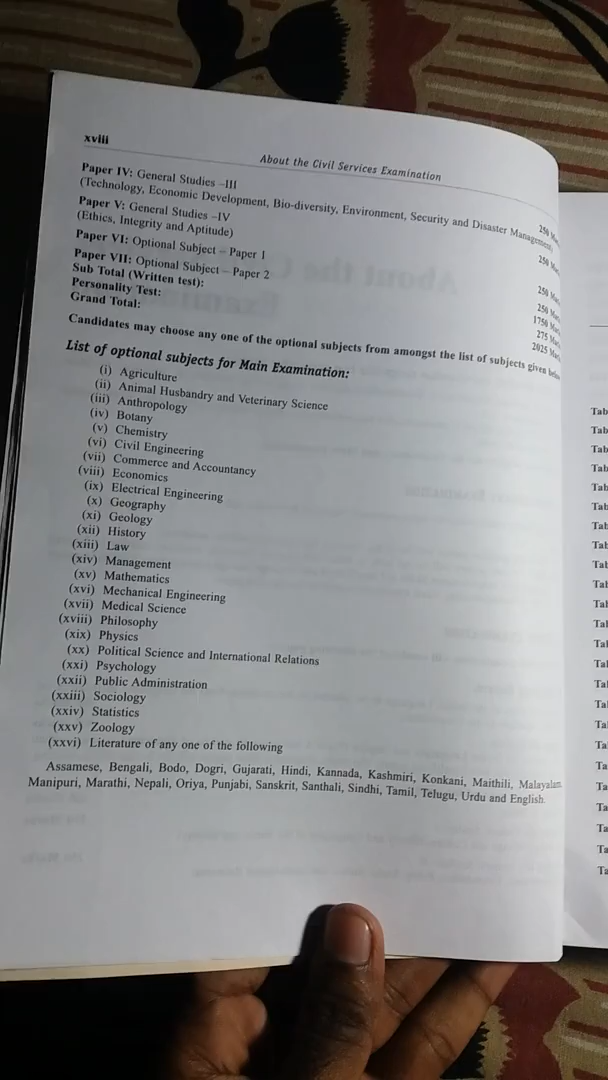 xviii
About the Civil Services Examination
Paper IV: General Studies –III
(Technology, Economic Development, Bio-diversity, Environment, Security and Disaster Management)
250
Paper V: General Studies –IV
(Ethics, Integrity and Aptitude)
250
Paper VI: Optional Subject – Paper 1
250
Paper VII: Optional Subject – Paper 2
250
Sub Total (Written test):
1750
Personality Test:
275
Grand Total:
2025
Candidates may choose any one of the optional subjects from amongst the list of subjects given
List of optional subjects for Main Examination:
(i) Agriculture
(ii) Animal Husbandry and Veterinary Science
(iii) Anthropology
(iv) Botany
(v) Chemistry
(vi) Civil Engineering
(vii) Commerce and Accountancy
(viii) Economics
(ix) Electrical Engineering
(x) Geography
(xi) Geology
(xii) History
(xiii) Law
(xiv) Management
(xv) Mathematics
(xvi) Mechanical Engineering
(xvii) Medical Science
(xviii) Philosophy
(xix) Physics
(xx) Political Science and International Relations
(xxi) Psychology
(xxii) Public Administration
(xxiii) Sociology
(xxiv) Statistics
(xxv) Zoology
(xxvi) Literature of any one of the following
Assamese, Bengali, Bodo, Dogri, Gujarati, Hindi, Kannada, Kashmiri, Konkani, Maithili, Malayalam,
Manipuri, Marathi, Nepali, Oriya, Punjabi, Sanskrit, Santhali, Sindhi, Tamil, Telugu, Urdu and English.